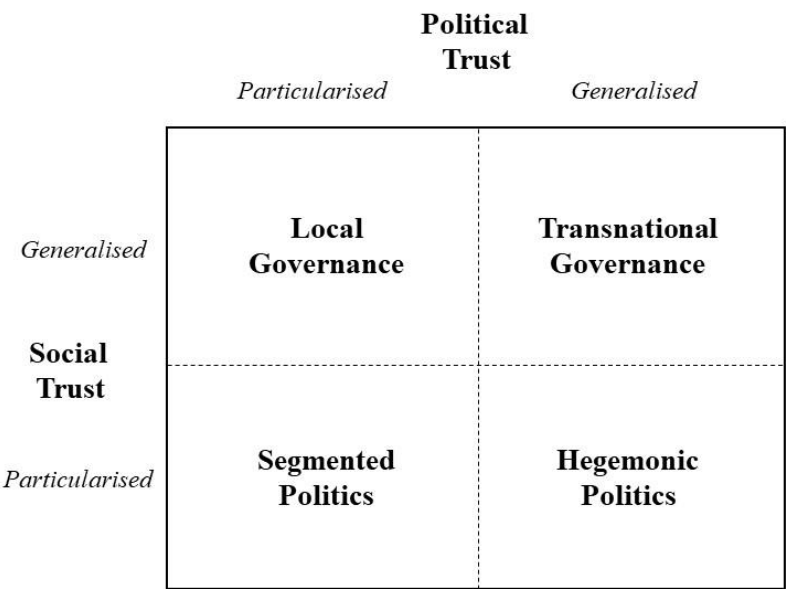 Political
Trust
Particularised Generalised
Local Transnational
Generalised Governance Governance
Social
Trust
Segmented Hegemonic
Particularised Politics Politics